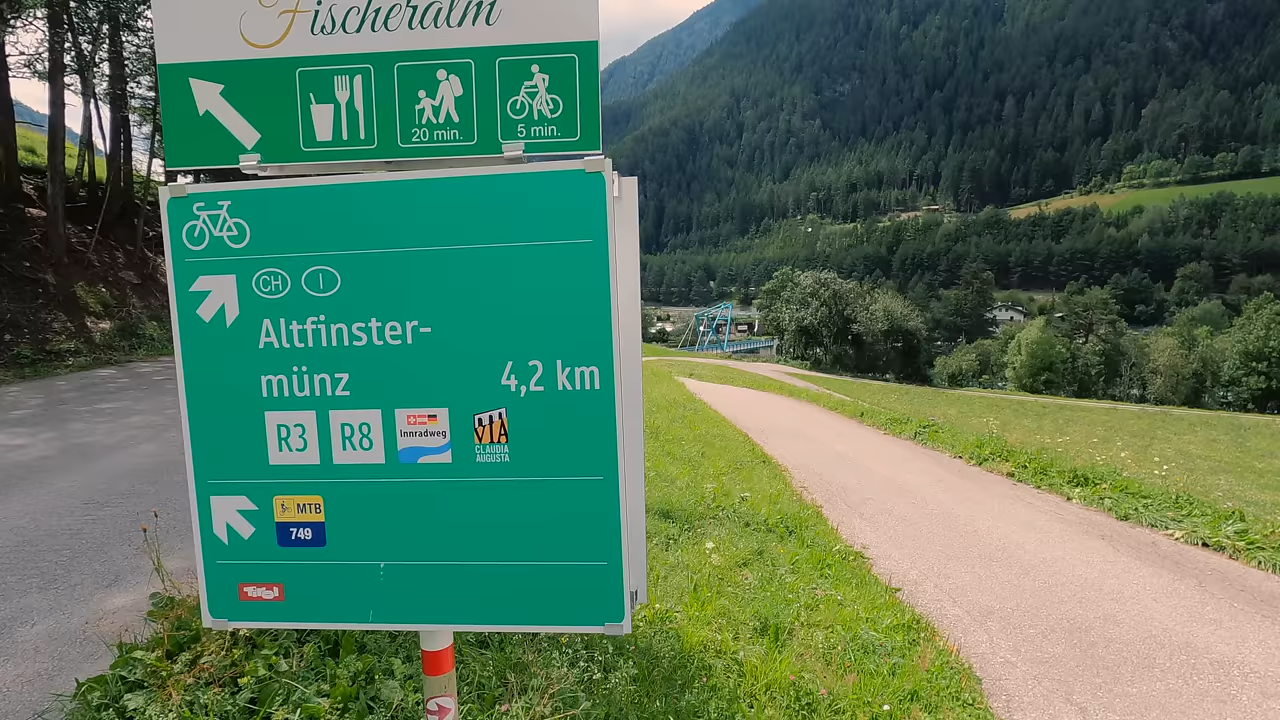 Fischeralm
20 min.
5 min.
CH I
Altfinster-
münz 4,2 km
R3 R8 Innradweg VIA
CLAUDIA
AUGUSTA
MTB
749
Tirol